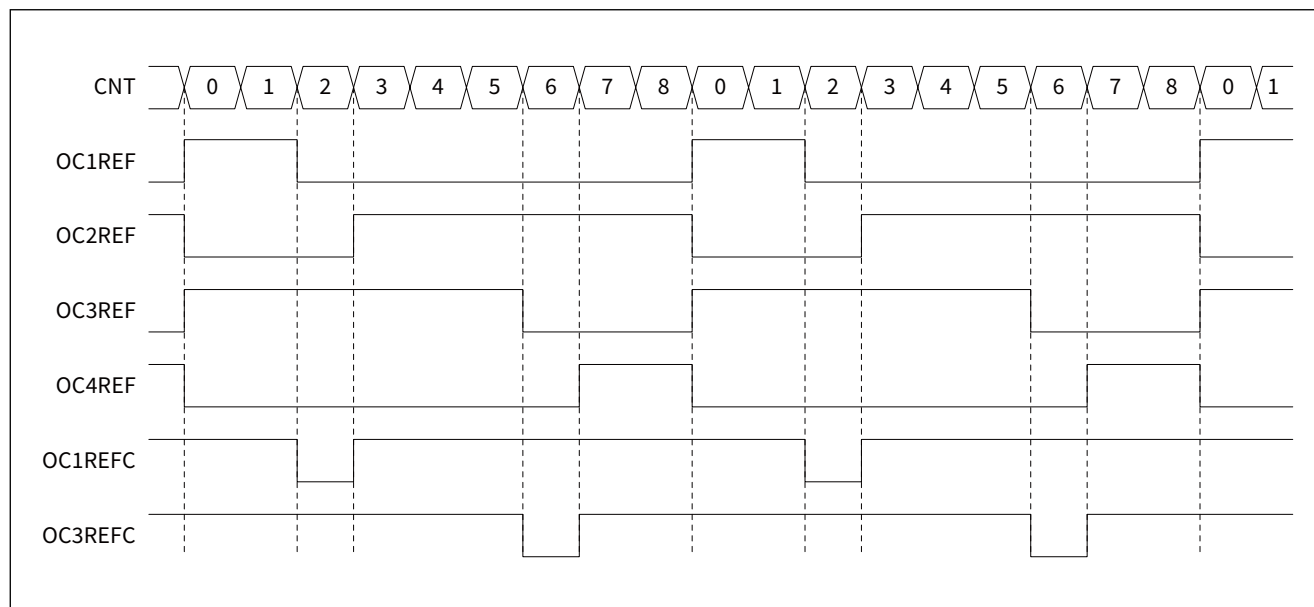 CNT 0 1 2 3 4 5 6 7 8 0 1 2 3 4 5 6 7 8 0 1
OC1REF
OC2REF
OC3REF
OC4REF
OC1REFC
OC3REFC